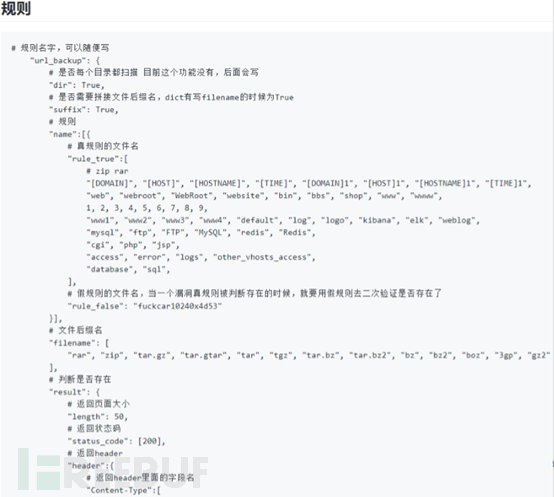 规则
# 规则名字，可以随便写
"url_backup": {
# 是否每个目录都扫描 目前这个功能没有，后面会写
"dir": True,
# 是否需要拼接文件后缀名，dict有写filename的时候为True
"suffix": True,
# 规则
"name":[{
# 真规则的文件名
"rule_true":[
# zip rar
"[DOMAIN]", "[HOST]", "[HOSTNAME]", "[TIME]", "[DOMAIN]1", "[HOST]1", "[HOSTNAME]1", "[TIME]1",
"web", "webroot", "WebRoot", "website", "bin", "bbs", "shop", "www", "wwww",
1, 2, 3, 4, 5, 6, 7, 8, 9,
"www1", "www2", "www3", "www4", "default", "log", "logo", "kibana", "elk", "weblog",
"mysql", "ftp", "FTP", "MySQL", "redis", "Redis",
"cgi", "php", "jsp",
"access", "error", "logs", "other_vhosts_access",
"database", "sql",
],
# 假规则的文件名，当一个漏洞真规则被判断存在的时候，就要用假规则去二次验证是否存在了
"rule_false": "fuckcar10240x4d53"
}],
# 文件后缀名
"filename": [
"rar", "zip", "tar.gz", "tar.gtar", "tar", "tgz", "tar.bz", "tar.bz2", "bz", "bz2", "boz", "3gp", "gz2"
],
# 判断是否存在
"result": {
# 返回页面大小
"length": 50,
# 返回状态码
"status_code": [200],
# 返回header
"header":{
# 返回header里面的字段名
"Content-Type":[
FREEBUF